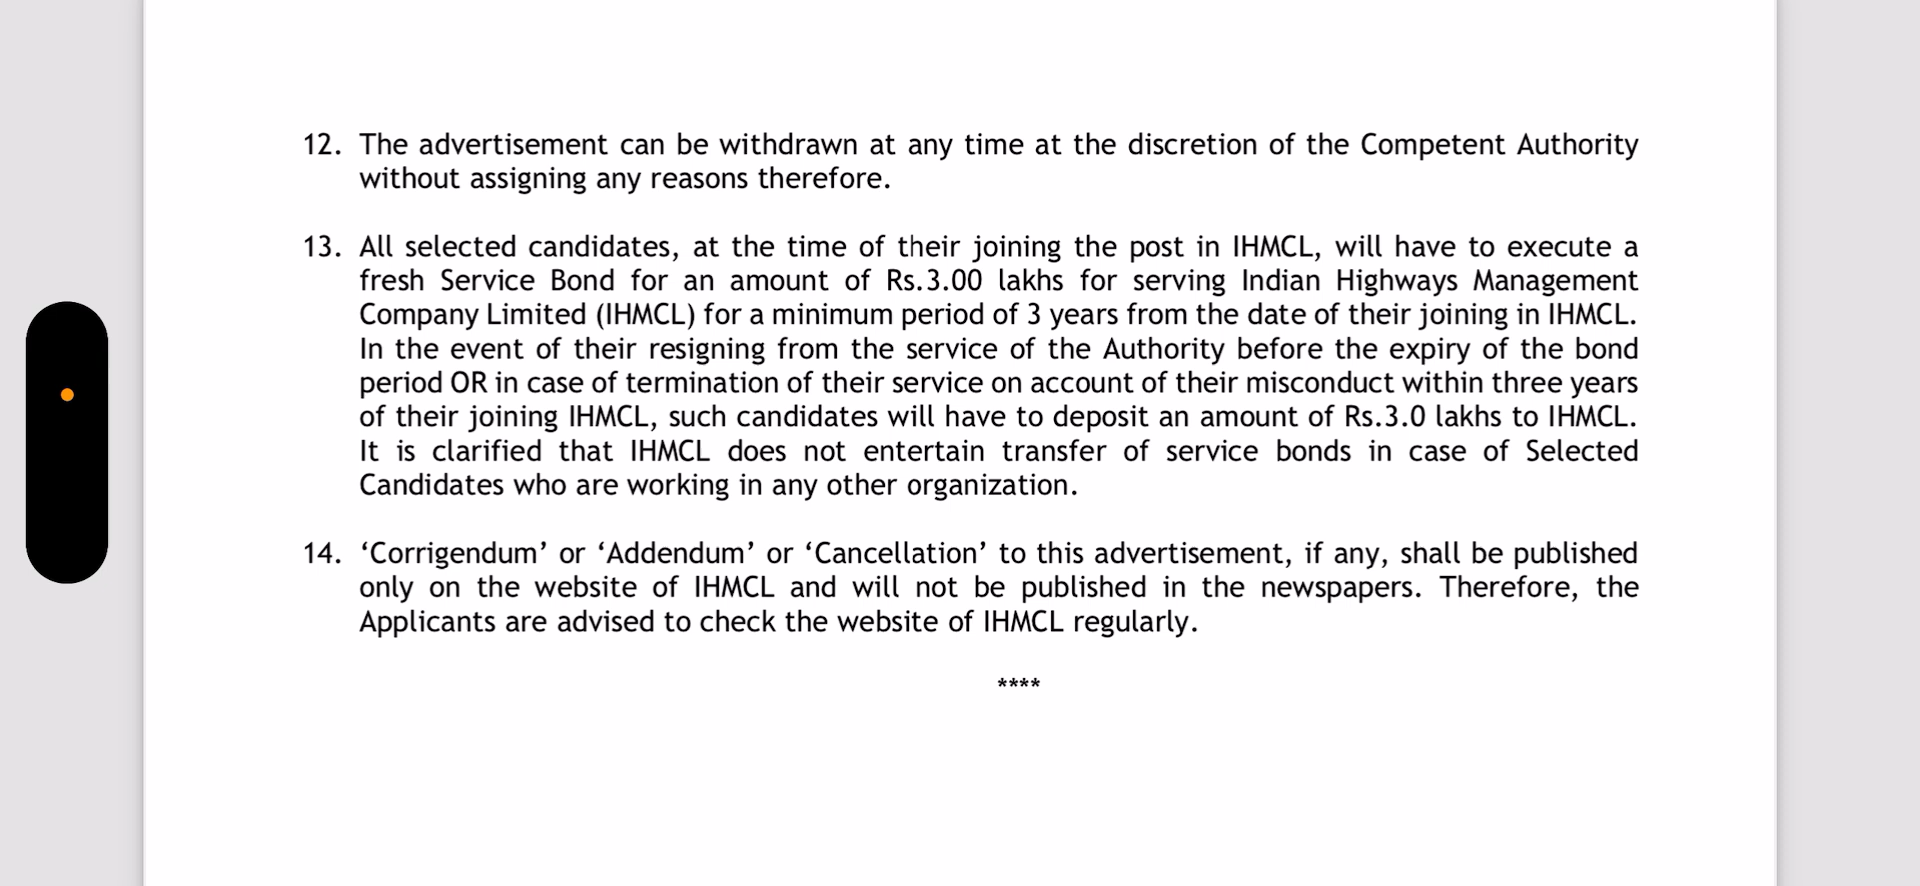 12. The advertisement can be withdrawn at any time at the discretion of the Competent Authority
without assigning any reasons therefore.
13. All selected candidates, at the time of their joining the post in IHMCL, will have to execute a
fresh Service Bond for an amount of Rs.3.00 lakhs for serving Indian Highways Management
Company Limited (IHMCL) for a minimum period of 3 years from the date of their joining in IHMCL.
In the event of their resigning from the service of the Authority before the expiry of the bond
period OR in case of termination of their service on account of their misconduct within three years
of their joining IHMCL, such candidates will have to deposit an amount of Rs.3.0 lakhs to IHMCL.
It is clarified that IHMCL does not entertain transfer of service bonds in case of Selected
Candidates who are working in any other organization.
14. ‘Corrigendum’ or ‘Addendum’ or ‘Cancellation’ to this advertisement, if any, shall be published
only on the website of IHMCL and will not be published in the newspapers. Therefore, the
Applicants are advised to check the website of IHMCL regularly.
****